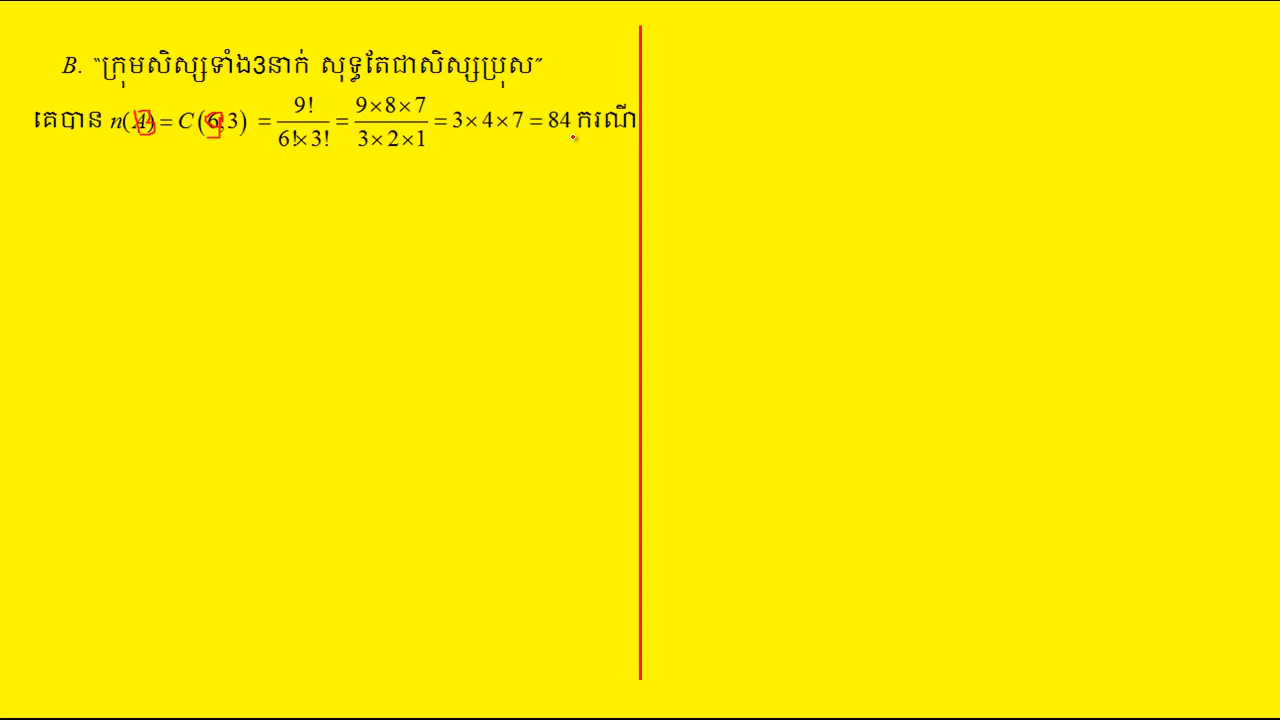 B. “ក្រុមសិស្សទាំង3នាក់ សុទ្ធតែជាសិស្សប្រុស”
គេបាន n(B) = C(9,3) = 9!/(6!×3!) = (9×8×7)/(3×2×1) = 3×4×7 = 84 ករណី